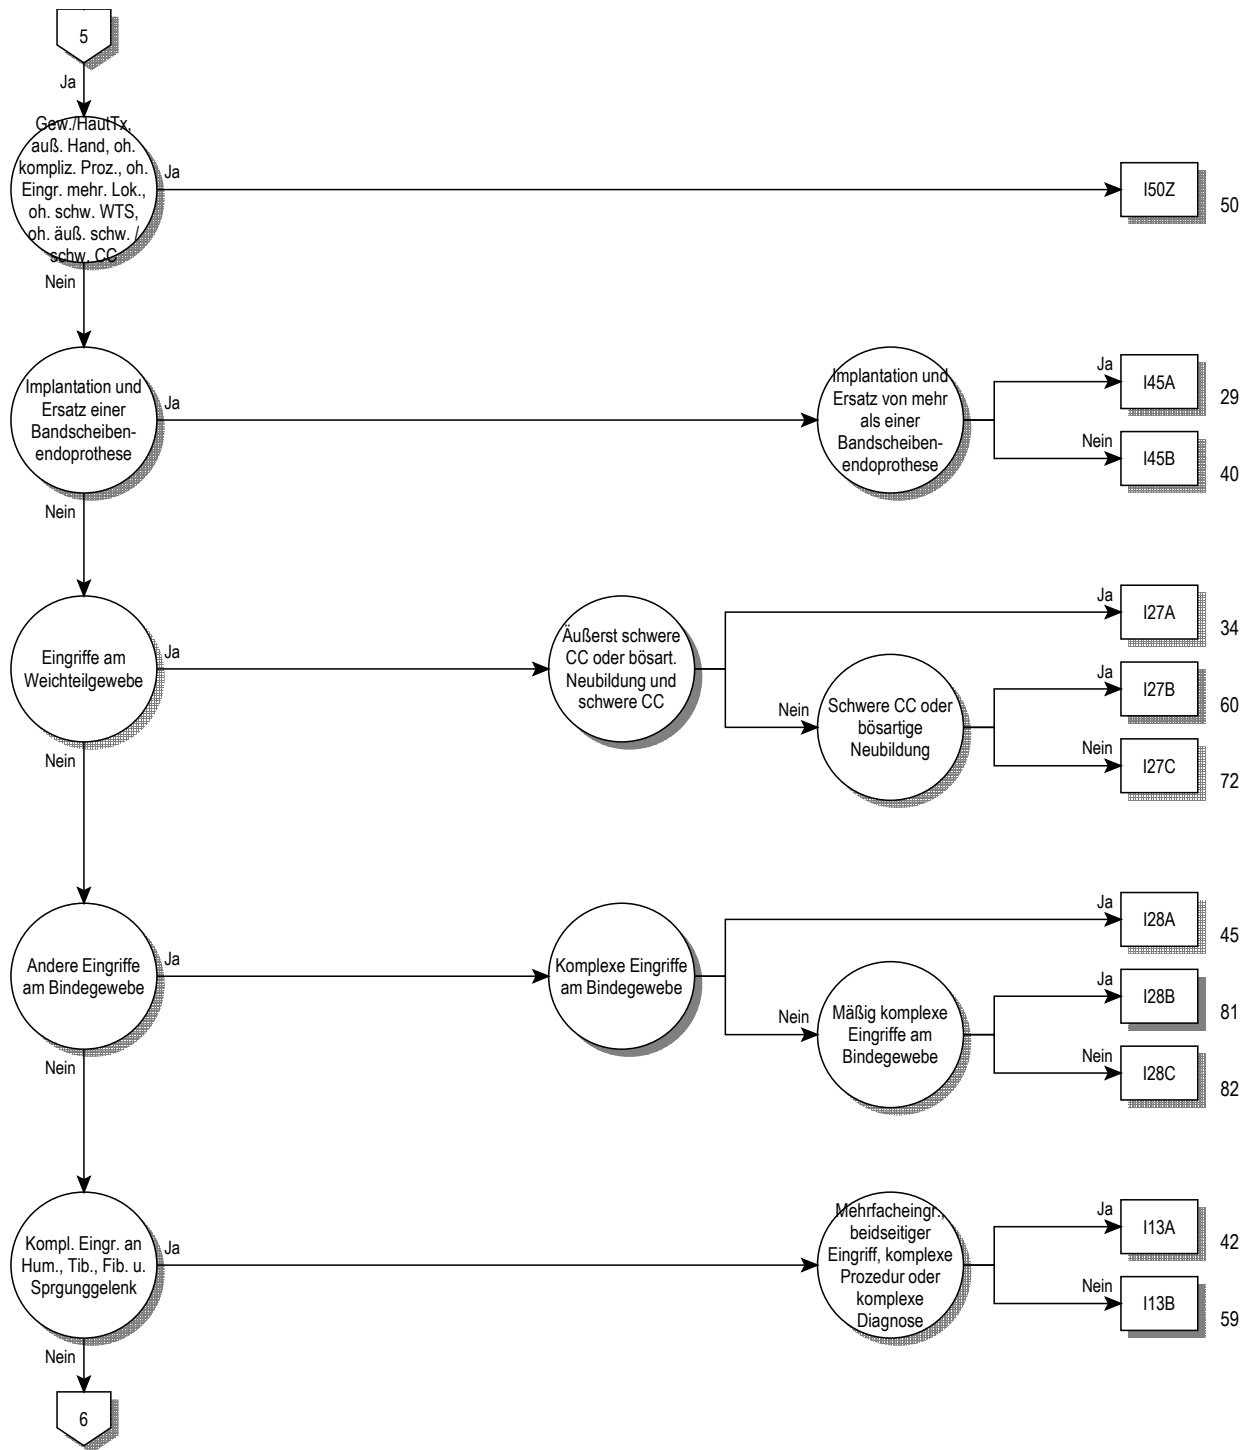 5
Ja
Gew./HautTx,
auß. Hand, oh.
kompliz. Proz., oh.
Eingr. mehr. Lok.,
oh. schw. WTS,
oh. äuß. schw. /
schw. CC
Ja
I50Z
50
Nein
Implantation und
Ersatz einer
Bandscheiben-
endoprothese
Ja
Implantation und
Ersatz von mehr
als einer
Bandscheiben-
endoprothese
Ja
I45A
29
Nein
I45B
40
Nein
Eingriffe am
Weichteilgewebe
Ja
Äußerst schwere
CC oder bösart.
Neubildung und
schwere CC
Ja
I27A
34
Nein
Schwere CC oder
bösartige
Neubildung
Ja
I27B
60
Nein
I27C
72
Nein
Andere Eingriffe
am Bindegewebe
Ja
Komplexe Eingriffe
am Bindegewebe
Ja
I28A
45
Nein
Mäßig komplexe
Eingriffe am
Bindegewebe
Ja
I28B
81
Nein
I28C
82
Nein
Kompl. Eingr. an
Hum., Tib., Fib. u.
Sprgunggelenk
Ja
Mehrfacheingr.,
beidseitiger
Eingriff, komplexe
Prozedur oder
komplexe
Diagnose
Ja
I13A
42
Nein
I13B
59
Nein
6